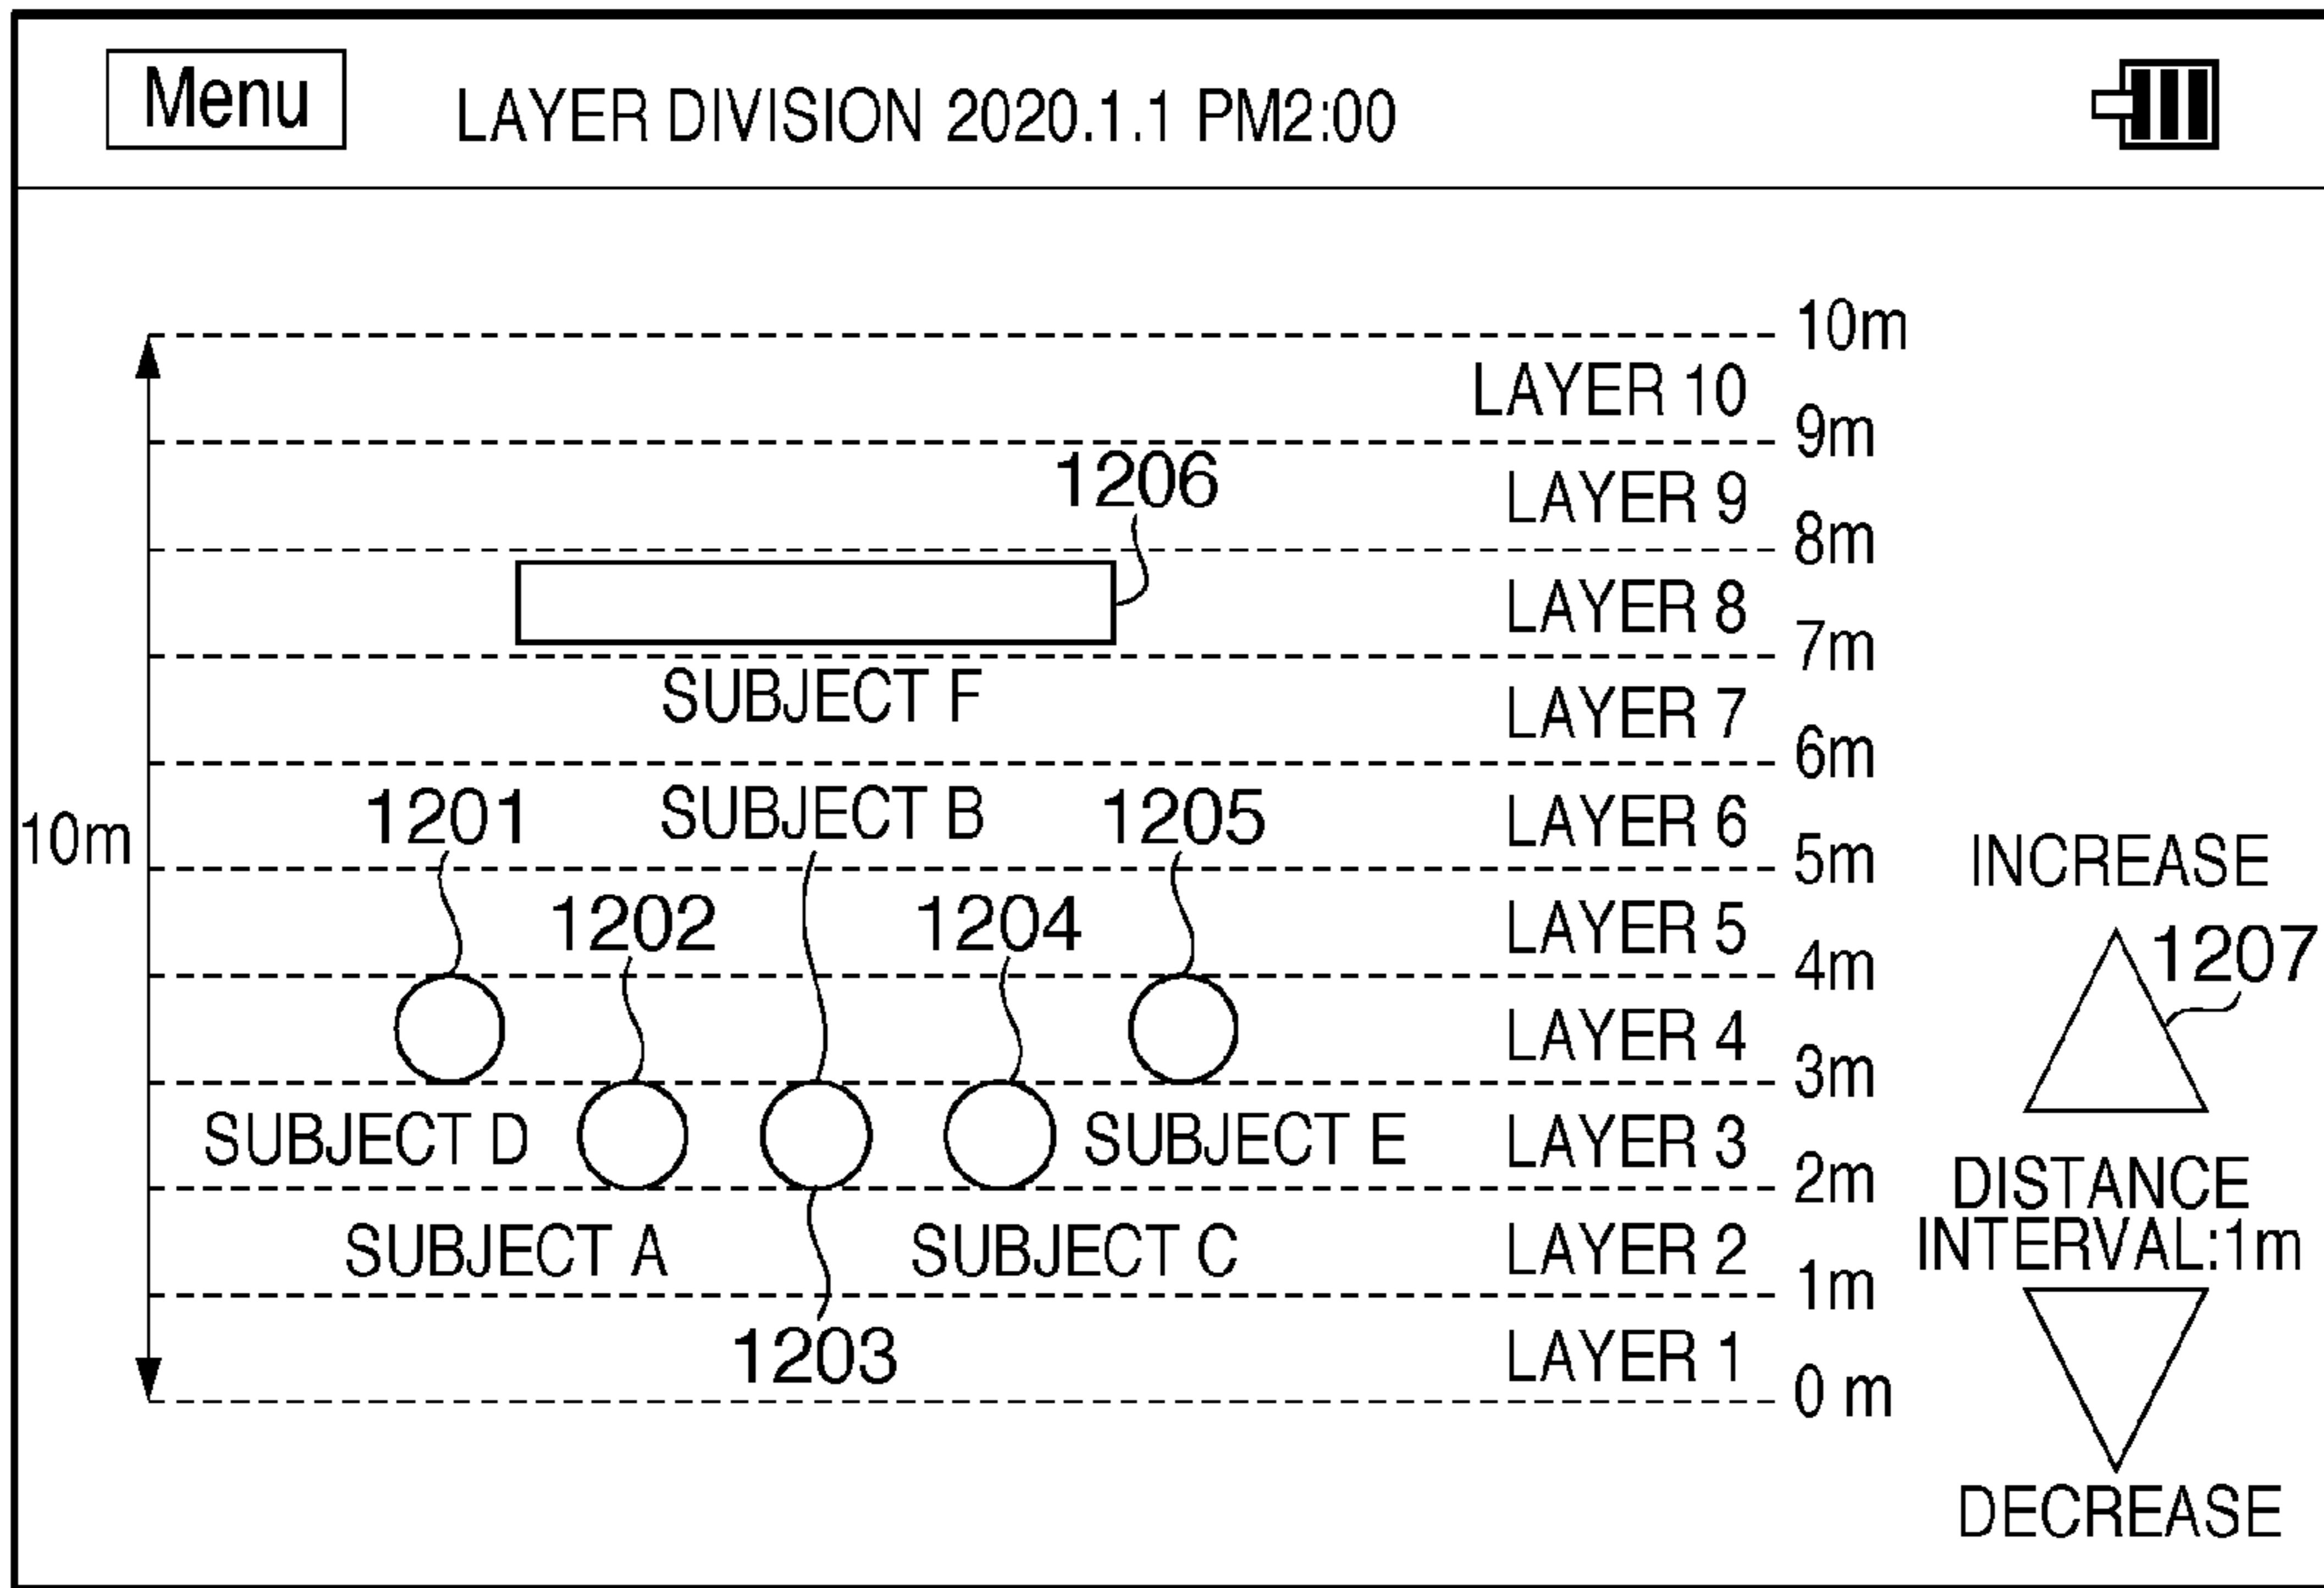 Menu
LAYER DIVISION 2020.1.1 PM2:00
10m
LAYER 10
9m
1206
LAYER 9
8m
LAYER 8
7m
SUBJECT F
LAYER 7
6m
10m
1201
SUBJECT B
1205
LAYER 6
5m
INCREASE
1202
1204
LAYER 5
4m
1207
LAYER 4
3m
SUBJECT D
SUBJECT E
LAYER 3
2m
DISTANCE
INTERVAL:1m
SUBJECT A
SUBJECT C
LAYER 2
1m
1203
LAYER 1
0 m
DECREASE